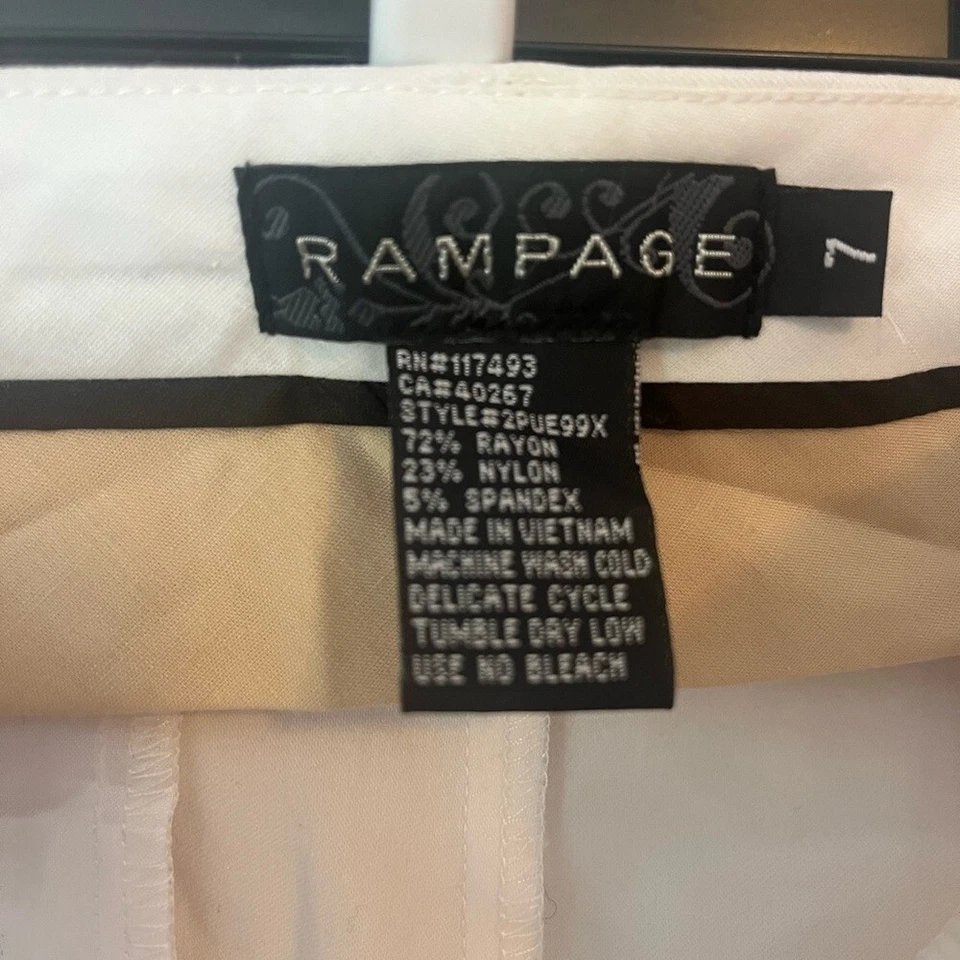 RAMPAGE
7
RN#117493
CA#40267
STYLE#2PUE99X
72% RAYON
23% NYLON
5% SPANDEX
MADE IN VIETNAM
MACHINE WASH COLD
DELICATE CYCLE
TUMBLE DRY LOW
USE NO BLEACH